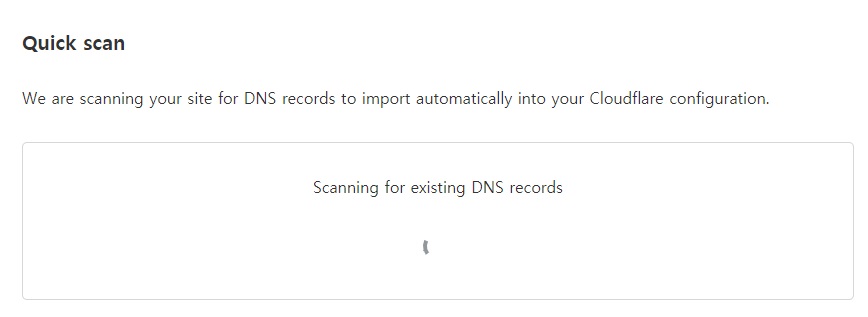 Quick scan
We are scanning your site for DNS records to import automatically into your Cloudflare configuration.
Scanning for existing DNS records